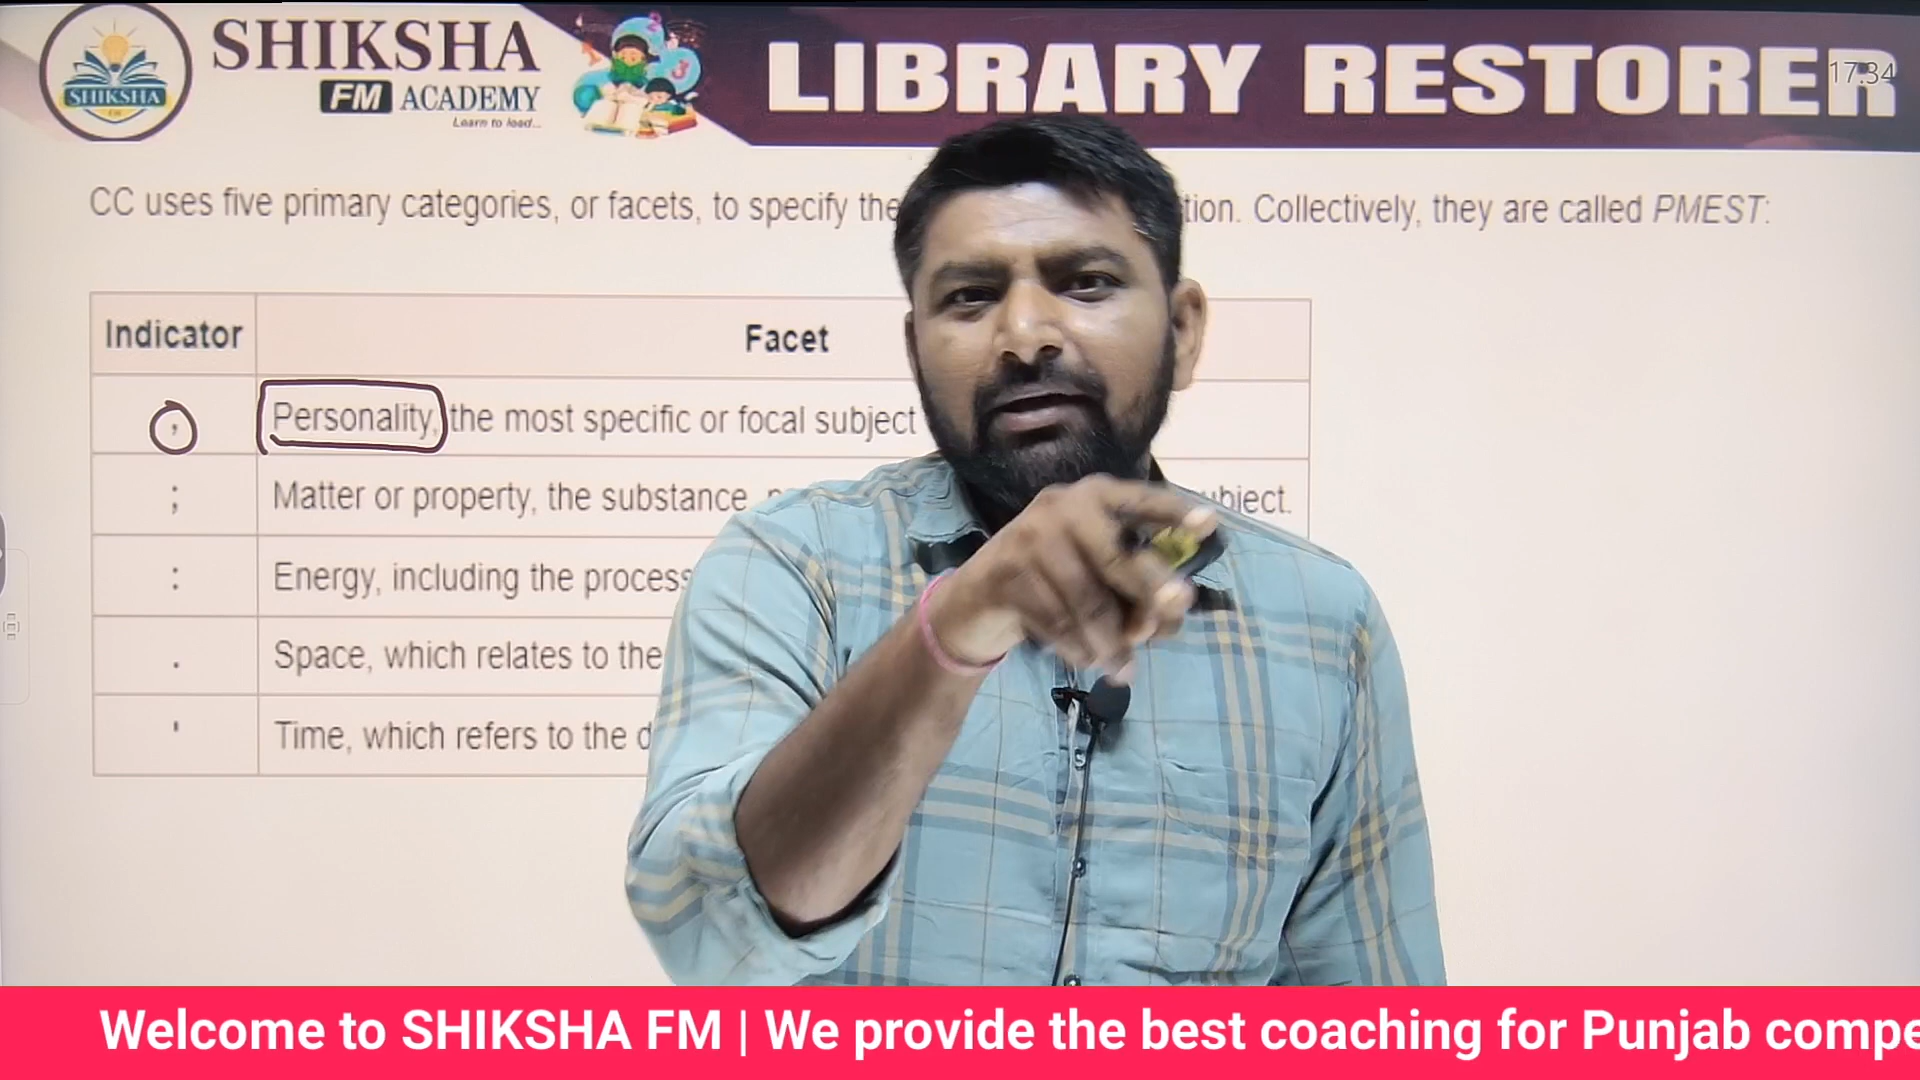 SHIKSHA
FM ACADEMY
Learn to lead...
SHIKSHA
LIBRARY RESTORER
17:34
CC uses five primary categories, or facets, to specify the tion. Collectively, they are called PMEST:
Indicator Facet
, Personality, the most specific or focal subject
; Matter or property, the substance, subject.
: Energy, including the process
. Space, which relates to the
' Time, which refers to the d
Welcome to SHIKSHA FM | We provide the best coaching for Punjab compe